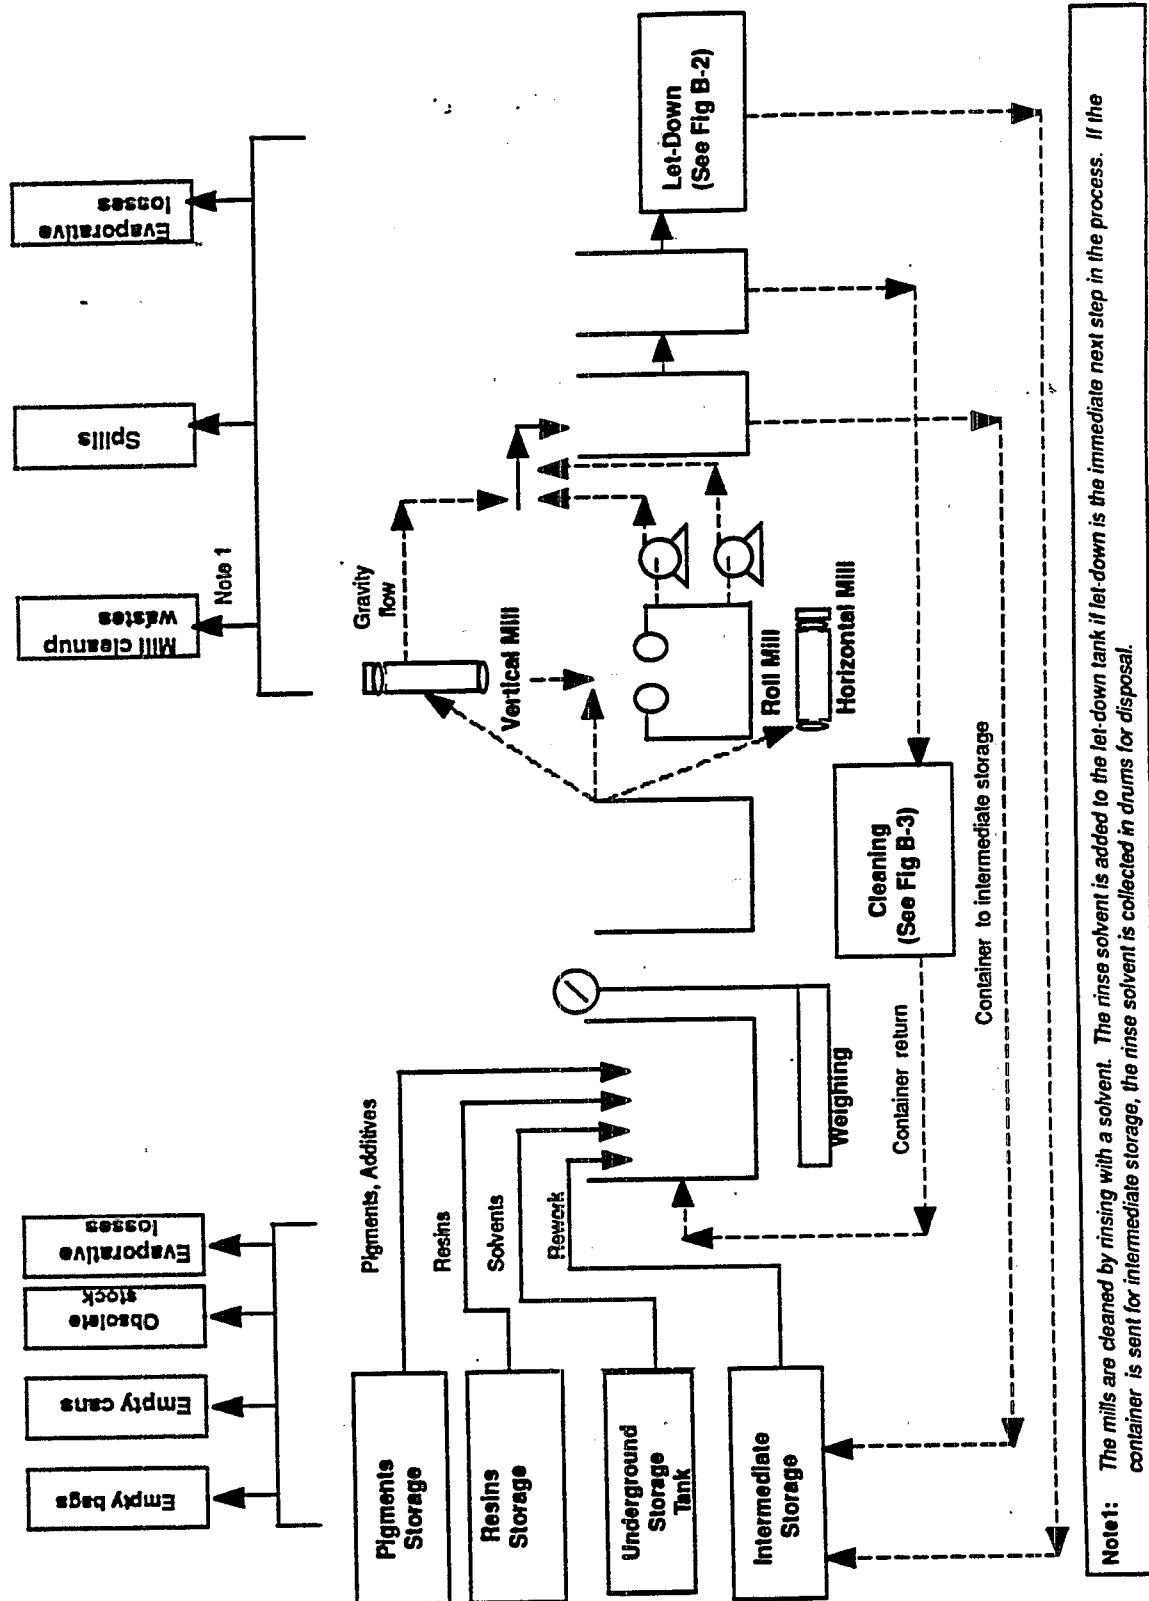 Empty bags
Empty cans
Obsolete
stock
Evaporative
losses
Mill cleanup
wastes
Note 1
Spills
Evaporative
losses
Pigments
Storage
Resins
Storage
Underground
Storage
Tank
Intermediate
Storage
Pigments, Additives
Resins
Solvents
Rework
Weighing
Container return
Gravity
flow
Vertical Mill
Roll Mill
Horizontal Mill
Let-Down
(See Fig B-2)
Cleaning
(See Fig B-3)
Container to intermediate storage
Note1: The mills are cleaned by rinsing with a solvent. The rinse solvent is added to the let-down tank if let-down is the immediate next step in the process. If the
container is sent for intermediate storage, the rinse solvent is collected in drums for disposal.